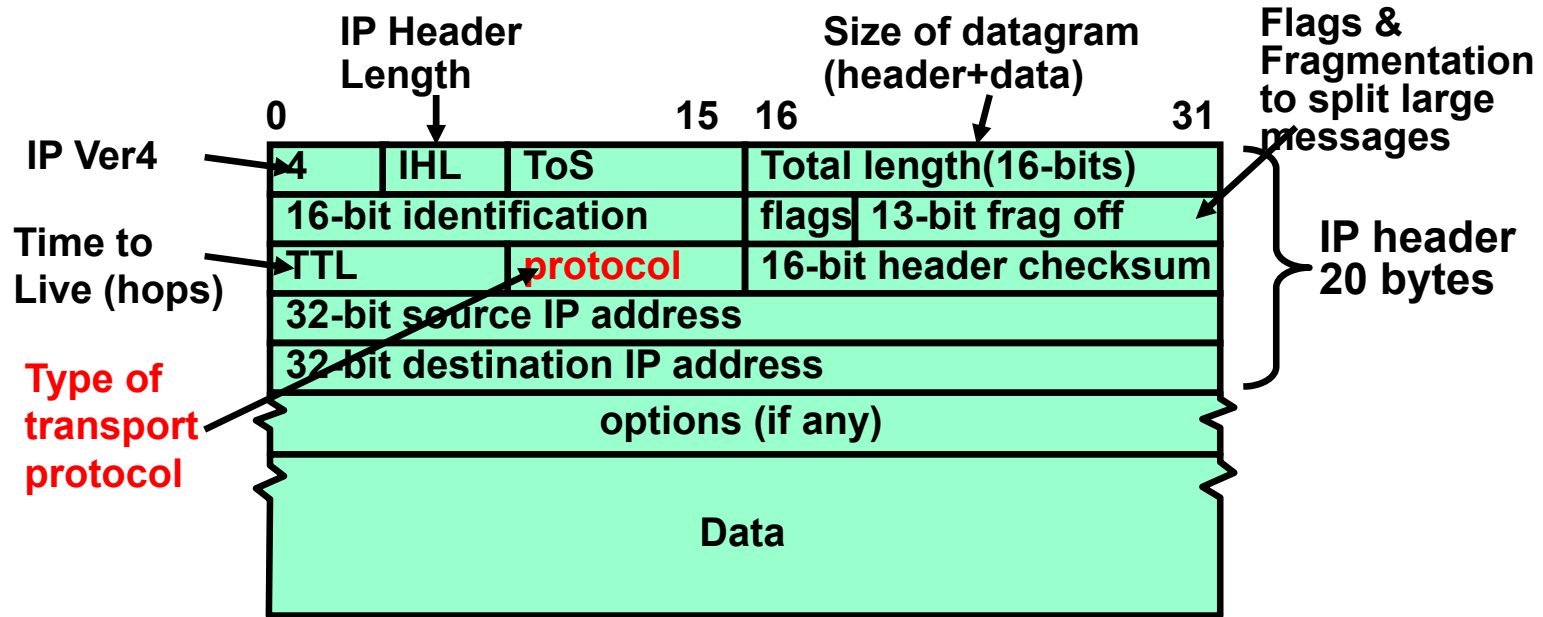 IP Header
Length
Size of datagram
(header+data)
Flags &
Fragmentation
to split large
messages
0
15
16
31
IP Ver4
4
IHL
ToS
Total length(16-bits)
16-bit identification
flags
13-bit frag off
Time to
Live (hops)
TTL
protocol
16-bit header checksum
IP header
20 bytes
32-bit source IP address
32-bit destination IP address
Type of
transport
protocol
options (if any)
Data